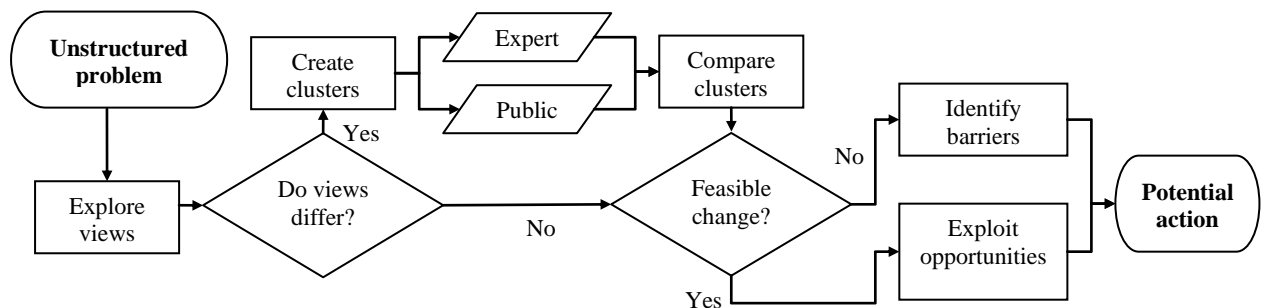 Unstructured
problem
Explore
views
Do views
differ?
Yes
No
Create
clusters
Expert
Public
Compare
clusters
Feasible
change?
No
Yes
Identify
barriers
Exploit
opportunities
Potential
action